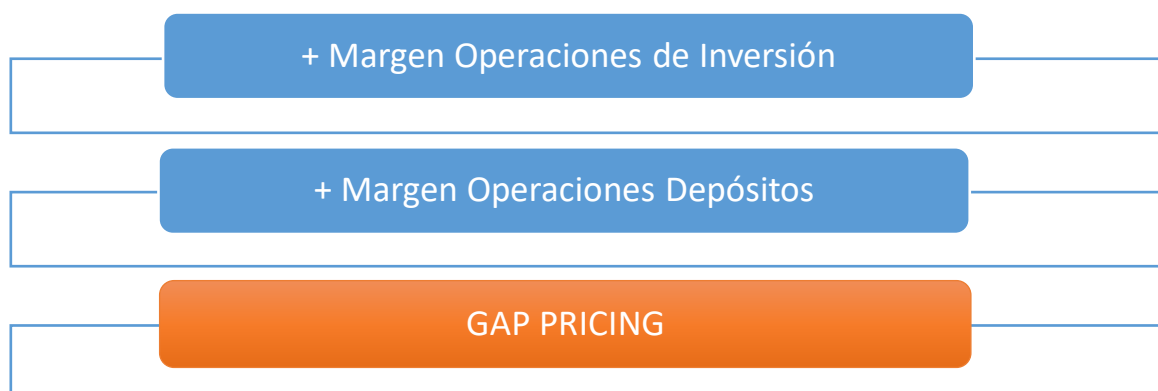 + Margen Operaciones de Inversión
+ Margen Operaciones Depósitos
GAP PRICING